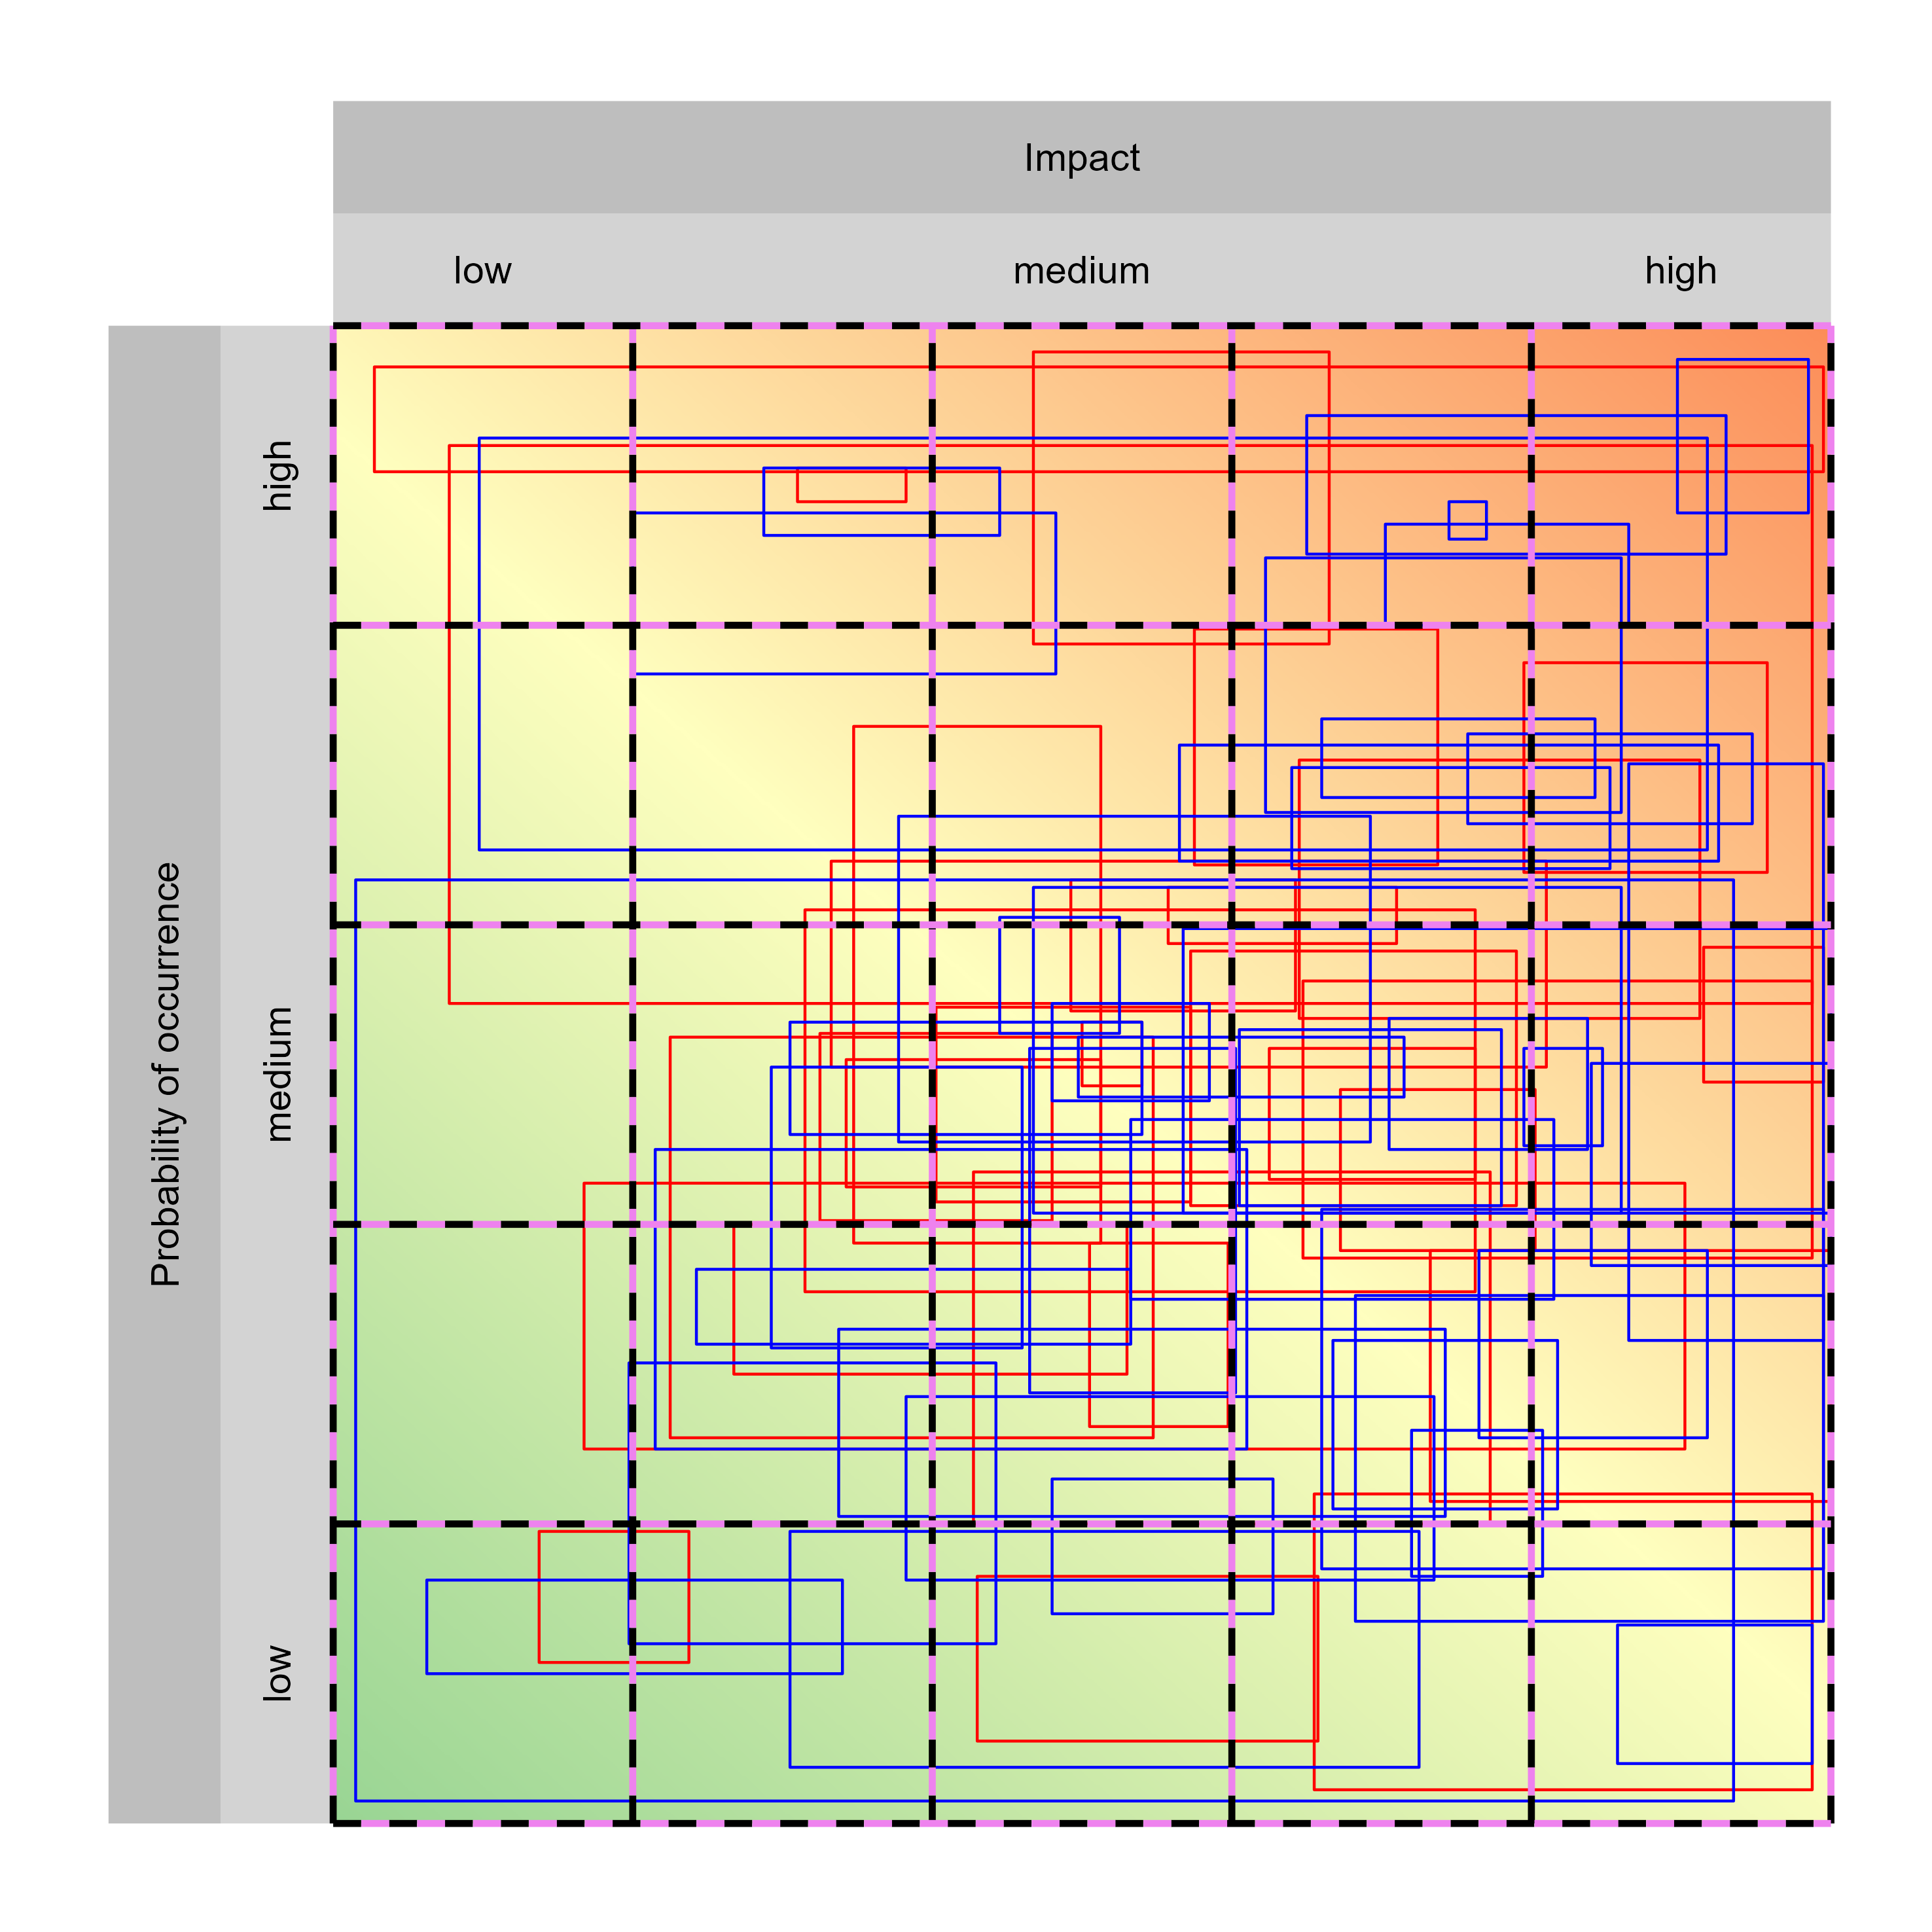 Impact
low
medium
high
Probability of occurrence
high
medium
low